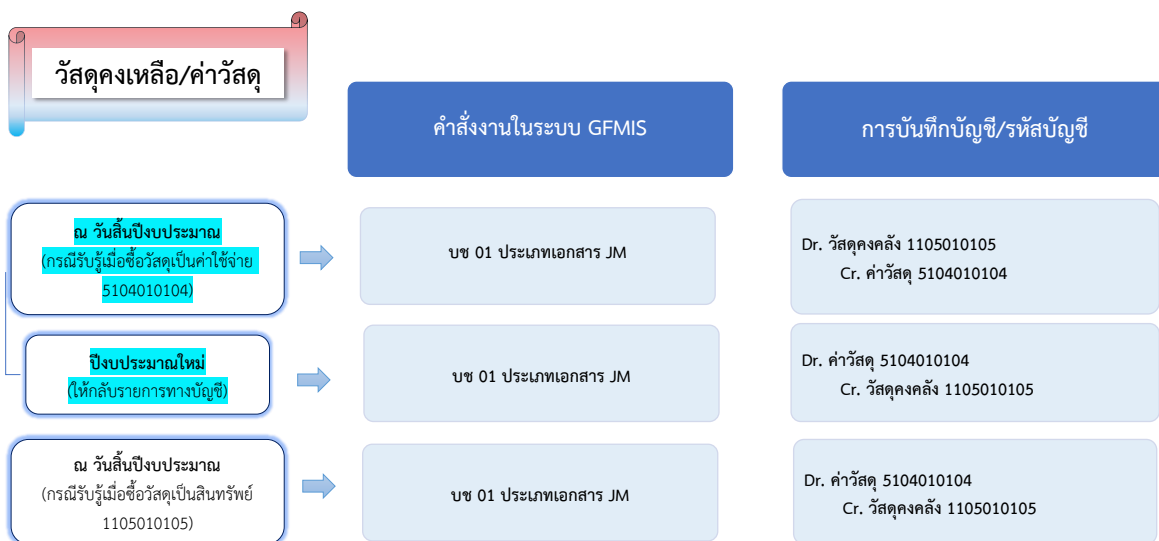 วัสดุคงเหลือ/ค่าวัสดุ
คำสั่งงานในระบบ GFMIS
การบันทึกบัญชี/รหัสบัญชี
ณ วันสิ้นปีงบประมาณ
(กรณีรับรู้เมื่อซื้อวัสดุเป็นค่าใช้จ่าย
5104010104)
บช 01 ประเภทเอกสาร JM
Dr. วัสดุคงคลัง 1105010105
Cr. ค่าวัสดุ 5104010104
ปีงบประมาณใหม่
(ให้กลับรายการทางบัญชี)
บช 01 ประเภทเอกสาร JM
Dr. ค่าวัสดุ 5104010104
Cr. วัสดุคงคลัง 1105010105
ณ วันสิ้นปีงบประมาณ
(กรณีรับรู้เมื่อซื้อวัสดุเป็นสินทรัพย์
1105010105)
บช 01 ประเภทเอกสาร JM
Dr. ค่าวัสดุ 5104010104
Cr. วัสดุคงคลัง 1105010105